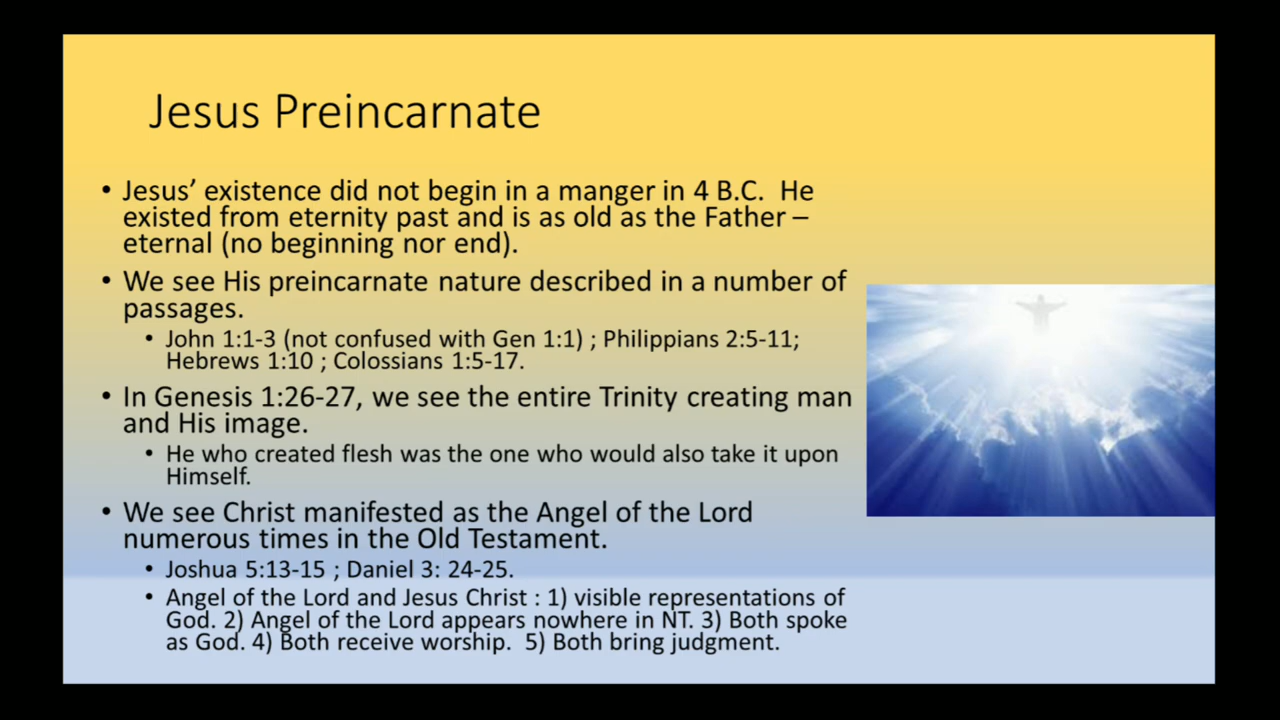 Jesus Preincarnate
• Jesus’ existence did not begin in a manger in 4 B.C.  He
existed from eternity past and is as old as the Father –
eternal (no beginning nor end).
• We see His preincarnate nature described in a number of
passages.
• John 1:1-3 (not confused with Gen 1:1) ; Philippians 2:5-11;
Hebrews 1:10 ; Colossians 1:5-17.
• In Genesis 1:26-27, we see the entire Trinity creating man
and His image.
• He who created flesh was the one who would also take it upon
Himself.
• We see Christ manifested as the Angel of the Lord
numerous times in the Old Testament.
• Joshua 5:13-15 ; Daniel 3: 24-25.
• Angel of the Lord and Jesus Christ : 1) visible representations of
God. 2) Angel of the Lord appears nowhere in NT. 3) Both spoke
as God. 4) Both receive worship.  5) Both bring judgment.